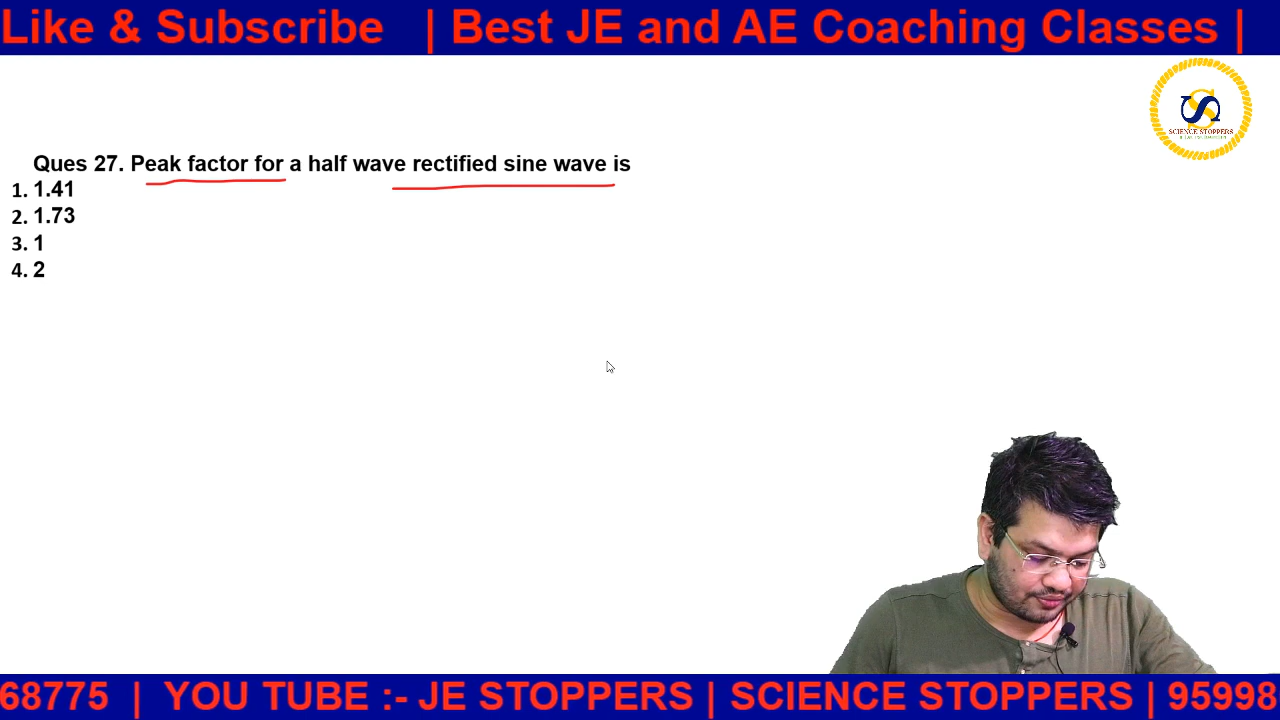 Like & Subscribe | Best JE and AE Coaching Classes |
SCIENCE STOPPERS
Ques 27. Peak factor for a half wave rectified sine wave is
1. 1.41
2. 1.73
3. 1
4. 2
68775 | YOU TUBE :- JE STOPPERS | SCIENCE STOPPERS | 95998